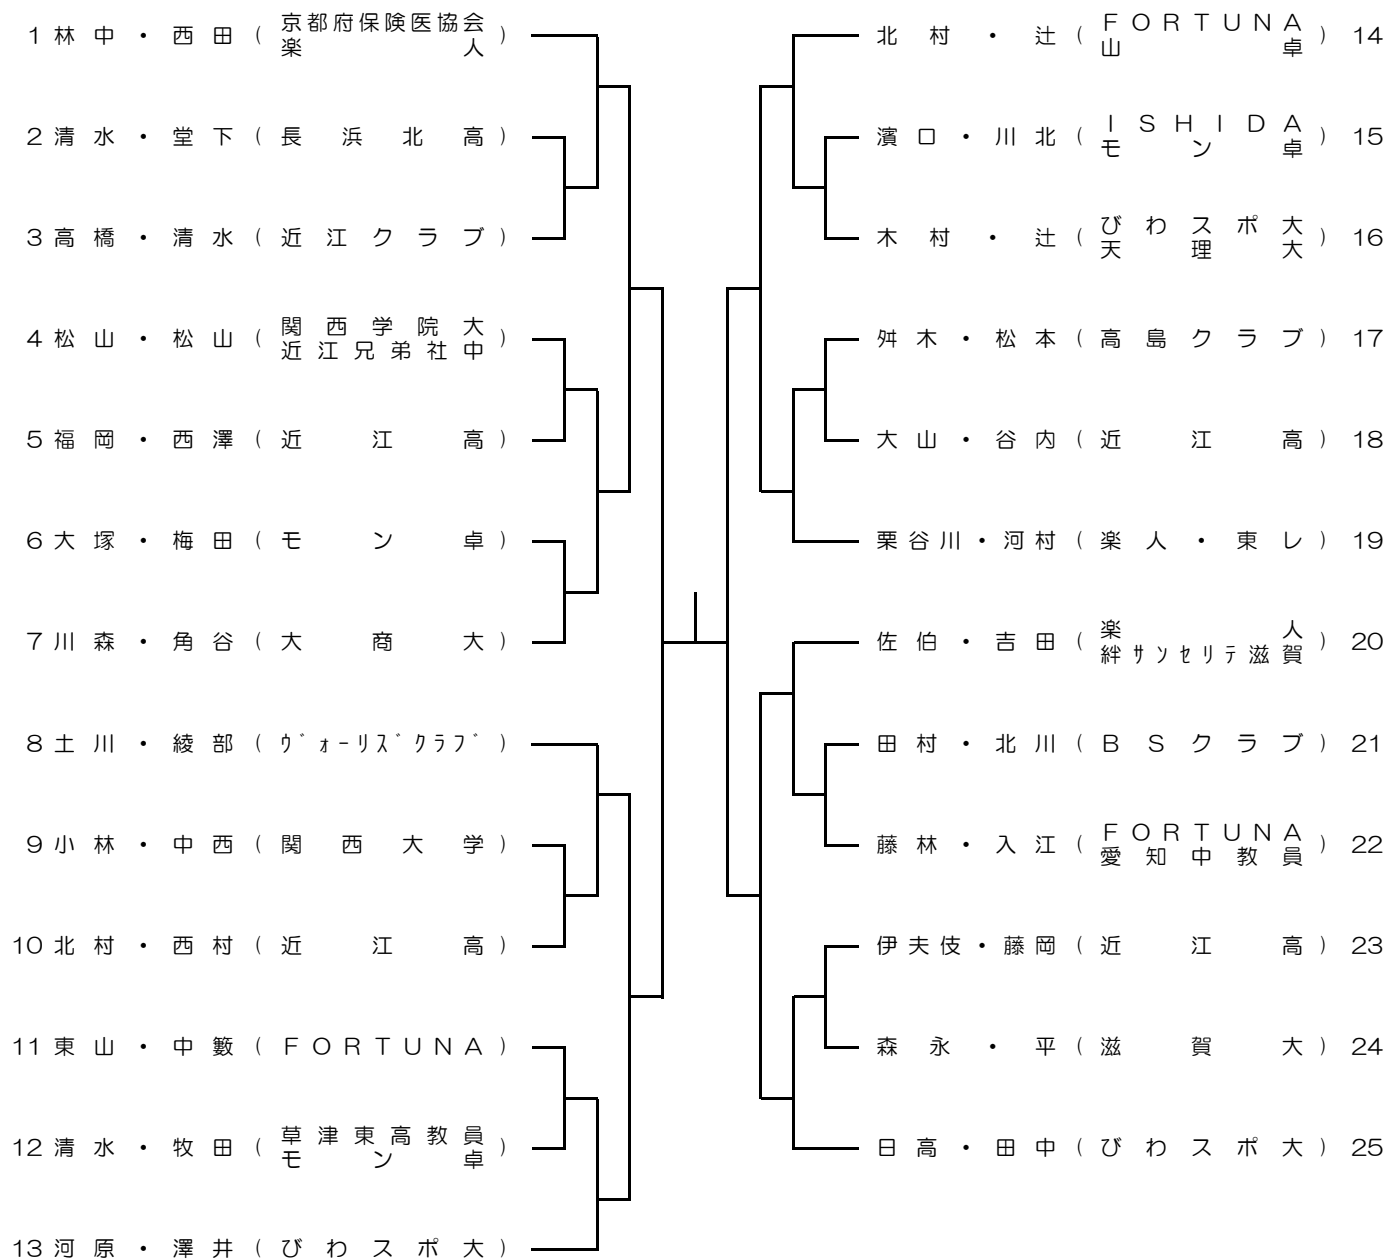 1 林中・西田（京都府保険医協会 楽人）
2 清水・堂下（長浜北高）
3 高橋・清水（近江クラブ）
4 松山・松山（関西学院大 近江兄弟社中）
5 福岡・西澤（近江高）
6 大塚・梅田（モン卓）
7 川森・角谷（大商大）
8 土川・綾部（ｳﾞｫｰﾘｽﾞｸﾗﾌﾞ）
9 小林・中西（関西大学）
10 北村・西村（近江高）
11 東山・中籔（FORTUNA）
12 清水・牧田（草津東高教員 モン卓）
13 河原・澤井（びわスポ大）
北村・辻（FORTUNA 山卓）14
濱口・川北（ISHIDA モン卓）15
木村・辻（びわスポ大 天理大）16
舛木・松本（高島クラブ）17
大山・谷内（近江高）18
栗谷川・河村（楽人・東レ）19
佐伯・吉田（楽人 絆ｻﾝｾﾘﾃ滋賀）20
田村・北川（BSクラブ）21
藤林・入江（FORTUNA 愛知中教員）22
伊夫伎・藤岡（近江高）23
森永・平（滋賀大）24
日高・田中（びわスポ大）25